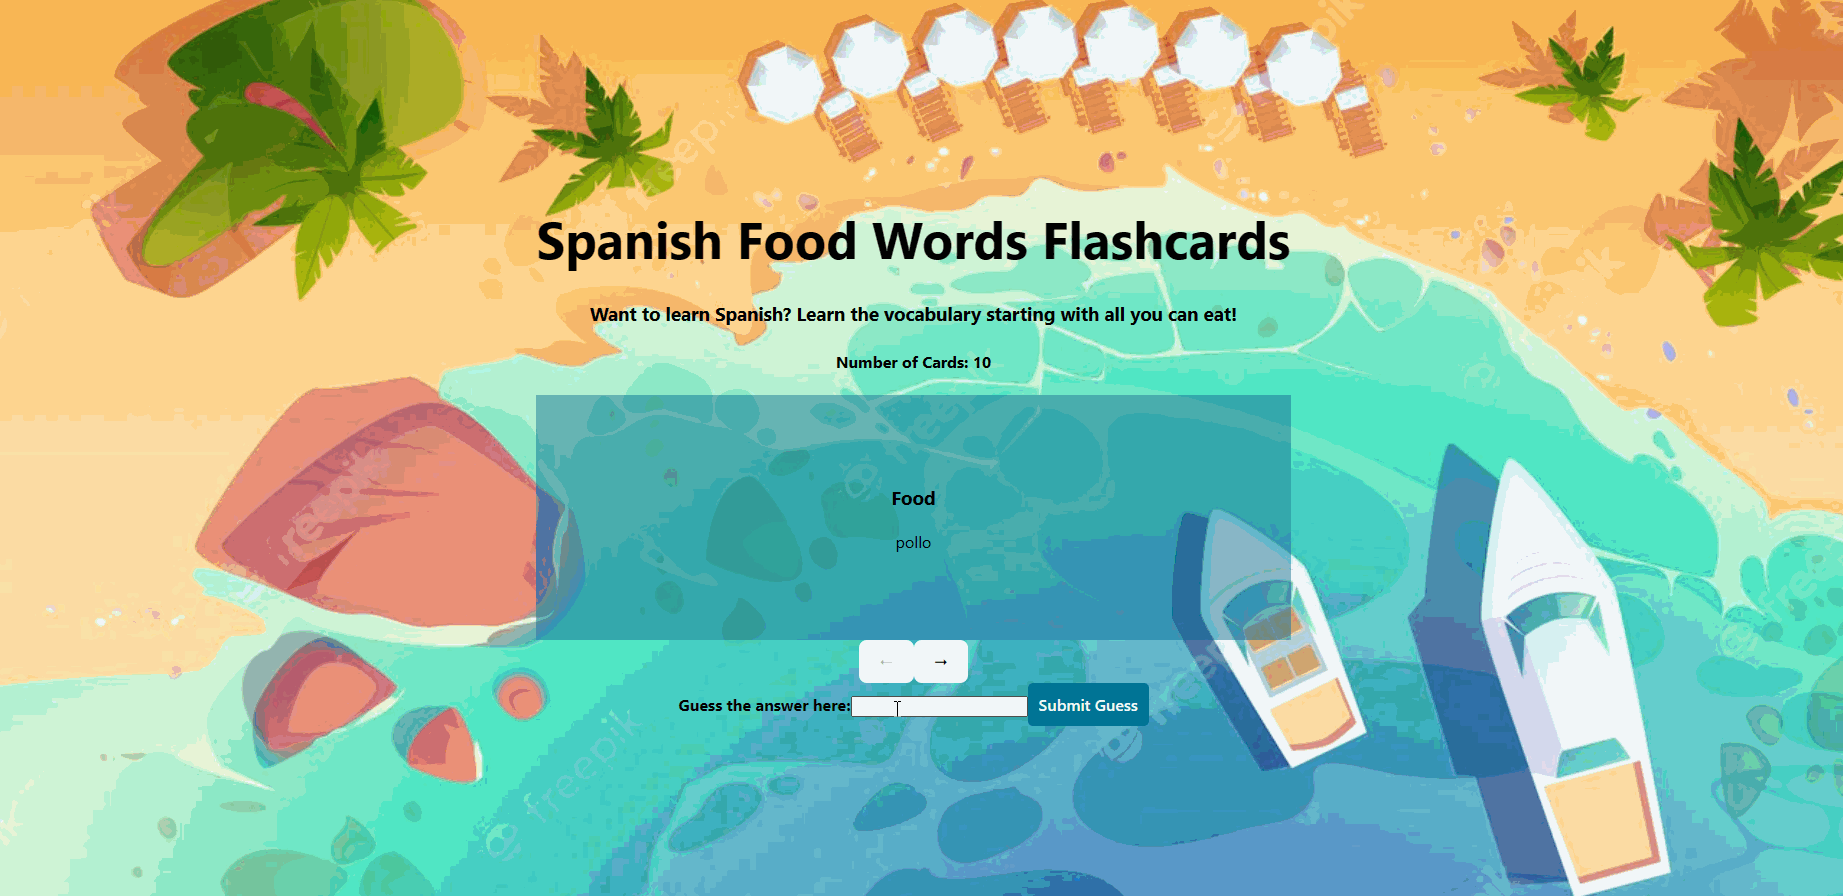 Spanish Food Words Flashcards
Want to learn Spanish? Learn the vocabulary starting with all you can eat!
Number of Cards: 10
Food
pollo
← →
Guess the answer here: Submit Guess
freepik
freepik